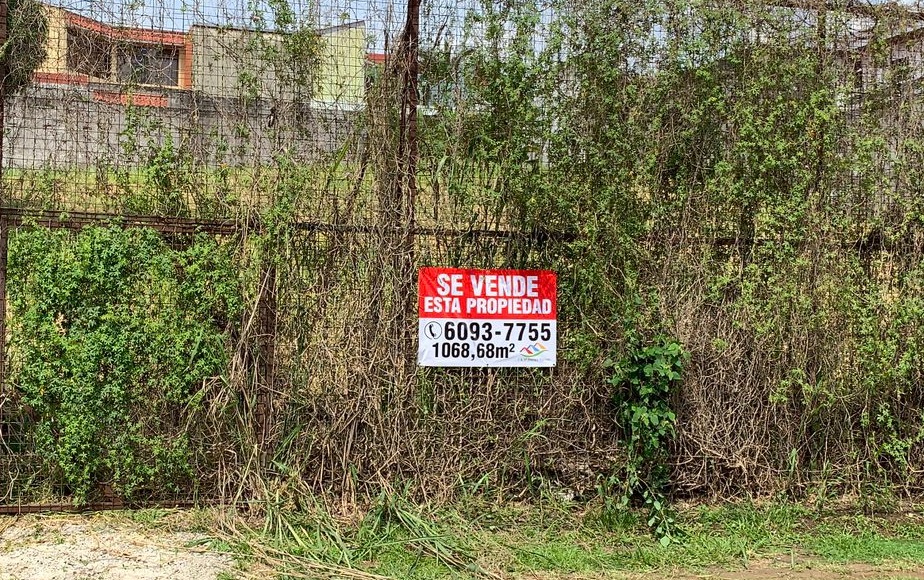 SE VENDE
ESTA PROPIEDAD
6093-7755
1068,68m²